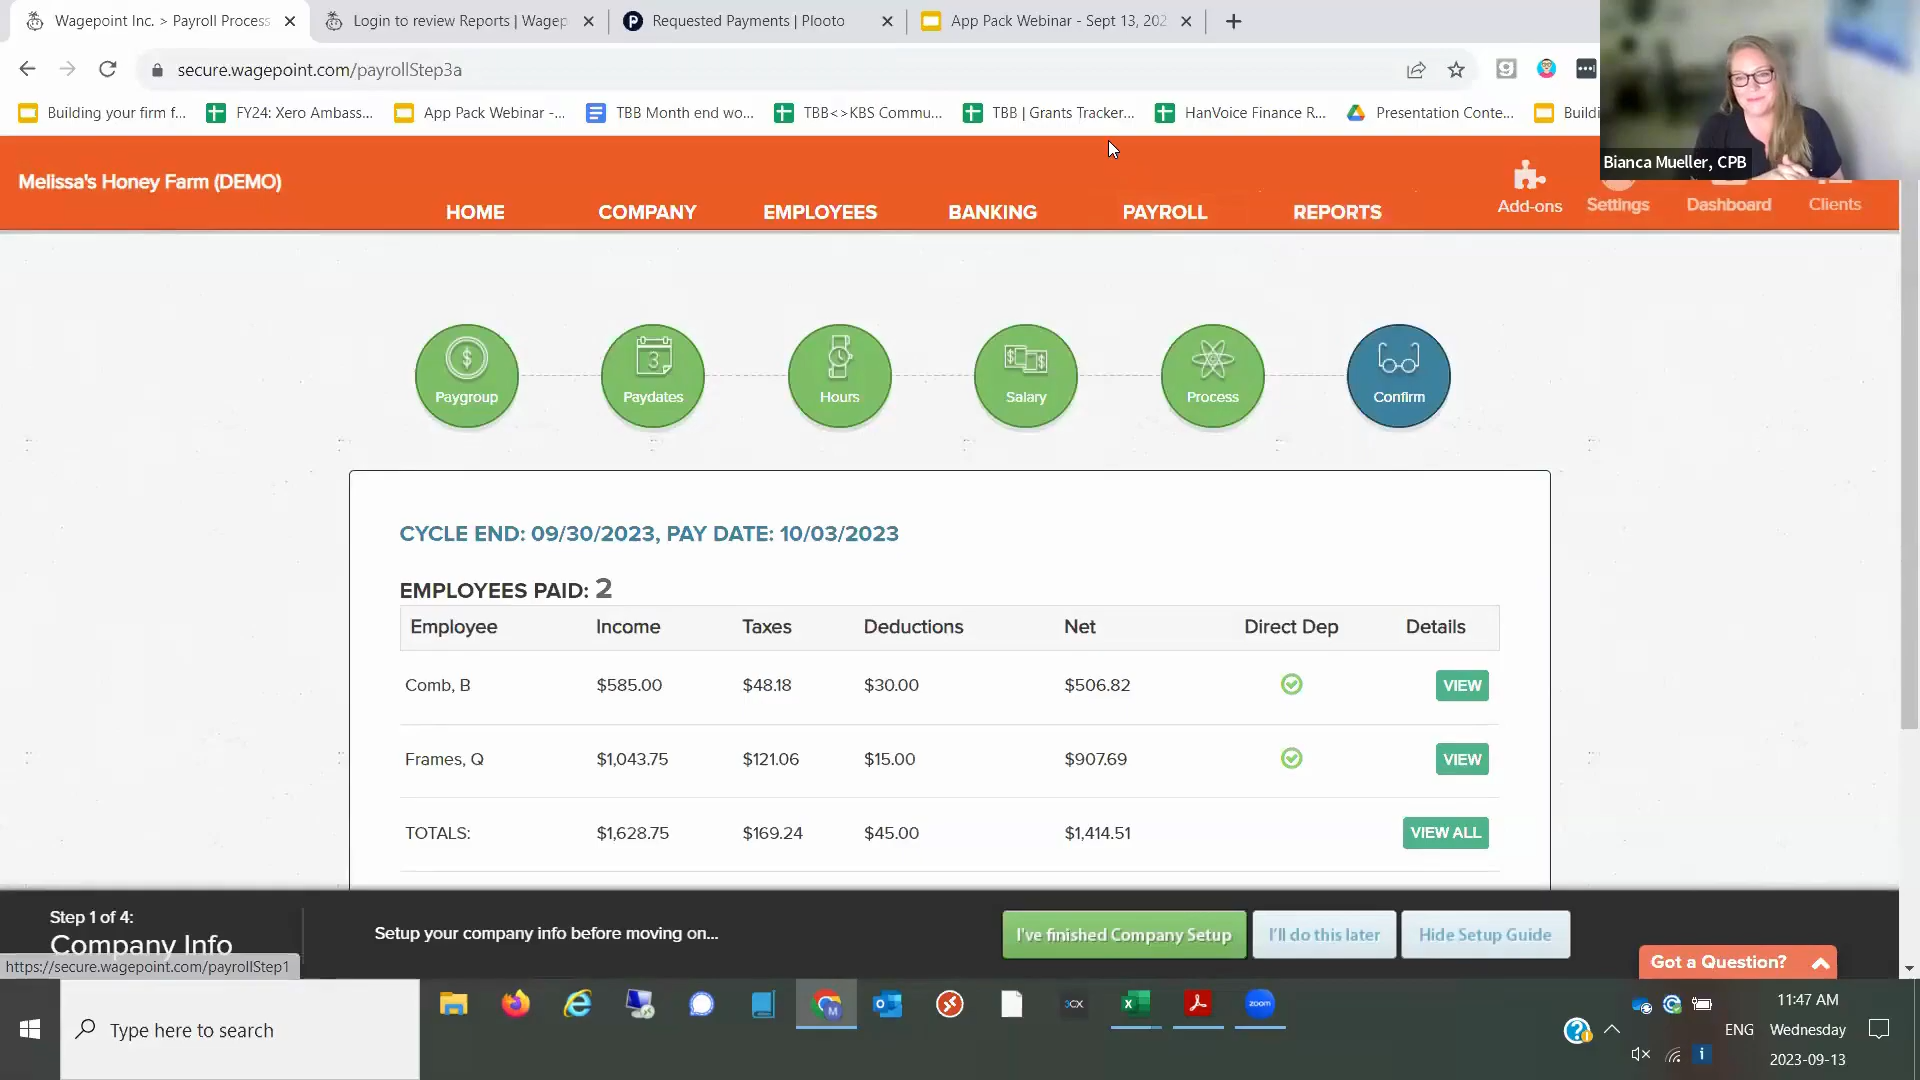 Wagepoint Inc. > Payroll Process
Login to review Reports | Wagep
Requested Payments | Plooto
App Pack Webinar - Sept 13, 202
secure.wagepoint.com/payrollStep3a
Building your firm f...
FY24: Xero Ambass...
App Pack Webinar -...
TBB Month end wo...
TBB<>KBS Commu...
TBB | Grants Tracker...
HanVoice Finance R...
Presentation Conte...
Buildi
Bianca Mueller, CPB
Melissa's Honey Farm (DEMO)
HOME
COMPANY
EMPLOYEES
BANKING
PAYROLL
REPORTS
Add-ons
Settings
Dashboard
Clients
Paygroup
3
Paydates
Hours
Salary
Process
Confirm
CYCLE END: 09/30/2023, PAY DATE: 10/03/2023
EMPLOYEES PAID: 2
Employee Income Taxes Deductions Net Direct Dep Details
Comb, B $585.00 $48.18 $30.00 $506.82 VIEW
Frames, Q $1,043.75 $121.06 $15.00 $907.69 VIEW
TOTALS: $1,628.75 $169.24 $45.00 $1,414.51 VIEW ALL
Step 1 of 4:
Company Info
Setup your company info before moving on...
I've finished Company Setup
I'll do this later
Hide Setup Guide
Got a Question?
https://secure.wagepoint.com/payrollStep1
Type here to search
3CX
zoom
11:47 AM
ENG
Wednesday
2023-09-13